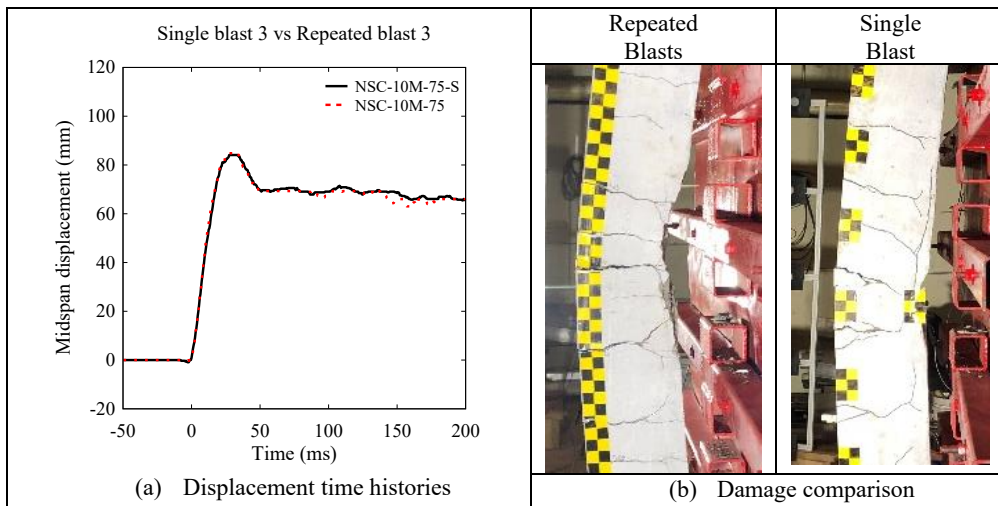 Single blast 3 vs Repeated blast 3
NSC-10M-75-S
NSC-10M-75
Midspan displacement (mm)
120
100
80
60
40
20
0
-20
-50
0
50
100
150
200
Time (ms)
(a) Displacement time histories
Repeated
Blasts
Single
Blast
(b) Damage comparison